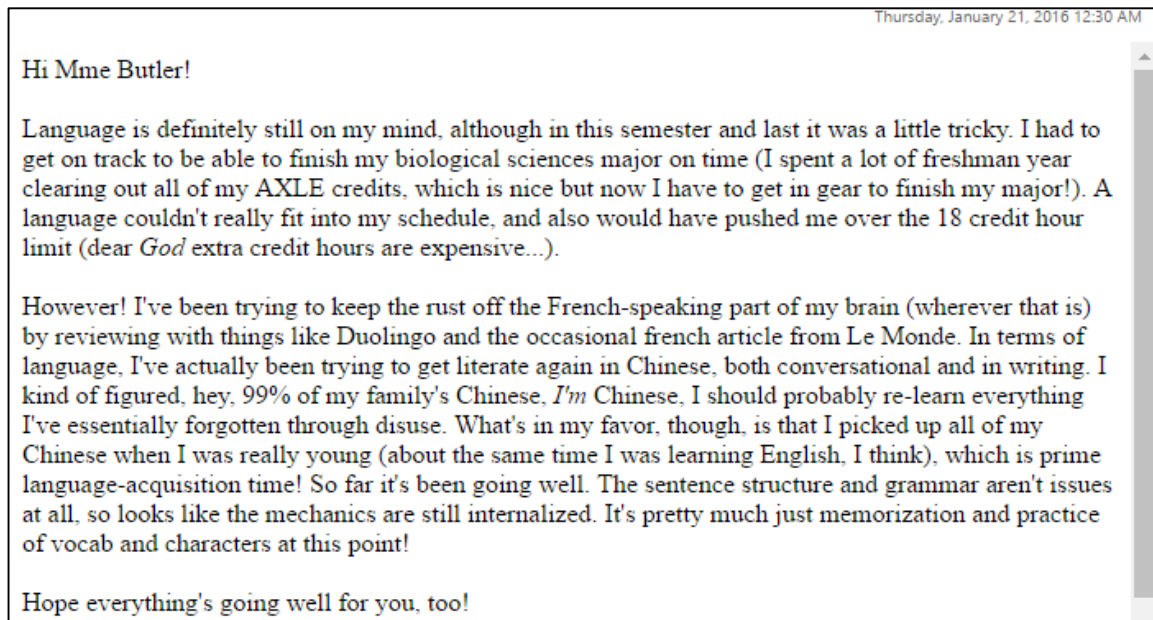 Thursday, January 21, 2016 12:30 AM
Hi Mme Butler!
Language is definitely still on my mind, although in this semester and last it was a little tricky. I had to
get on track to be able to finish my biological sciences major on time (I spent a lot of freshman year
clearing out all of my AXLE credits, which is nice but now I have to get in gear to finish my major!). A
language couldn't really fit into my schedule, and also would have pushed me over the 18 credit hour
limit (dear God extra credit hours are expensive...).
However! I've been trying to keep the rust off the French-speaking part of my brain (wherever that is)
by reviewing with things like Duolingo and the occasional french article from Le Monde. In terms of
language, I've actually been trying to get literate again in Chinese, both conversational and in writing. I
kind of figured, hey, 99% of my family's Chinese, I'm Chinese, I should probably re-learn everything
I've essentially forgotten through disuse. What's in my favor, though, is that I picked up all of my
Chinese when I was really young (about the same time I was learning English, I think), which is prime
language-acquisition time! So far it's been going well. The sentence structure and grammar aren't issues
at all, so looks like the mechanics are still internalized. It's pretty much just memorization and practice
of vocab and characters at this point!
Hope everything's going well for you, too!